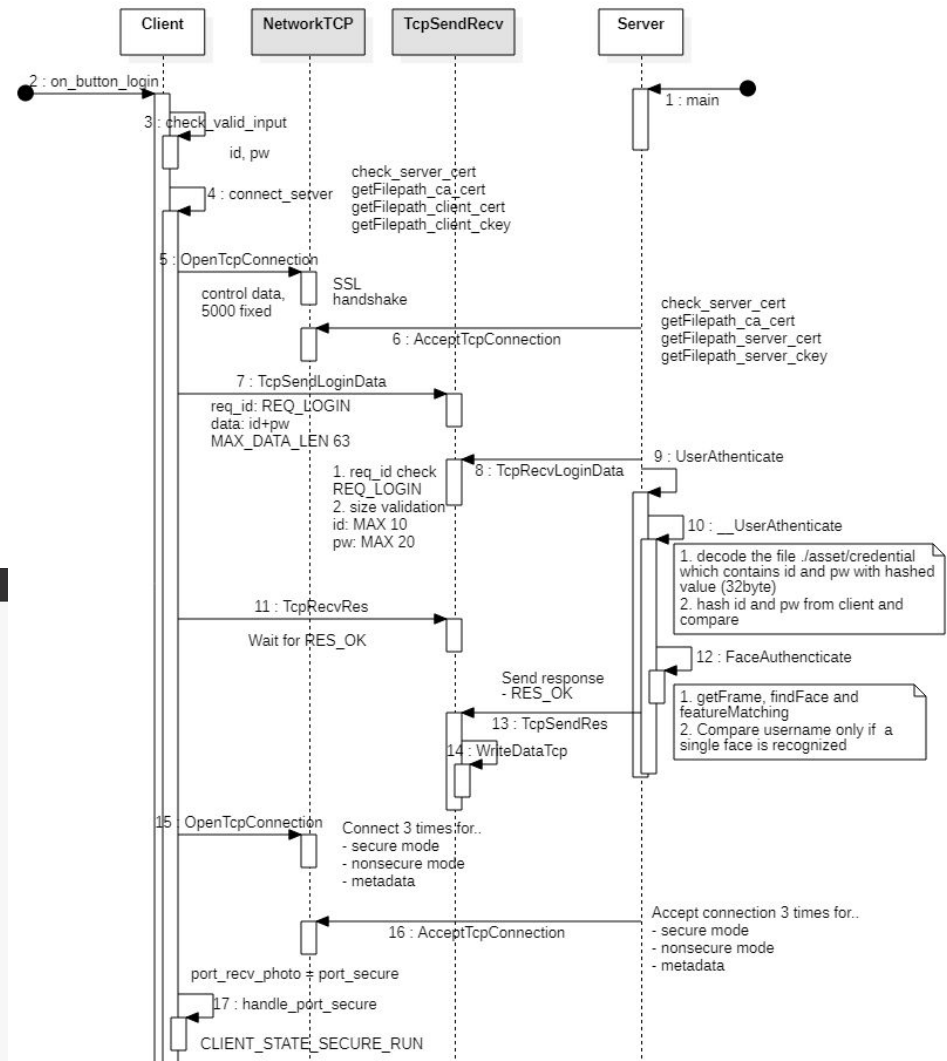 Client
NetworkTCP
TcpSendRecv
Server
2 : on_button_login
1 : main
3 : check_valid_input
id, pw
check_server_cert
getFilepath_ca_cert
getFilepath_client_cert
getFilepath_client_ckey
4 : connect_server
5 : OpenTcpConnection
control data,
5000 fixed
SSL
handshake
check_server_cert
getFilepath_ca_cert
getFilepath_server_cert
getFilepath_server_ckey
6 : AcceptTcpConnection
7 : TcpSendLoginData
req_id: REQ_LOGIN
data: id+pw
MAX_DATA_LEN 63
9 : UserAthenticate
8 : TcpRecvLoginData
1. req_id check
REQ_LOGIN
2. size validation
id: MAX 10
pw: MAX 20
10 : __UserAthenticate
1. decode the file ./asset/credential
which contains id and pw with hashed
value (32byte)
2. hash id and pw from client and
compare
11 : TcpRecvRes
Wait for RES_OK
12 : FaceAuthencticate
Send response
- RES_OK
13 : TcpSendRes
1. getFrame, findFace and
featureMatching
2. Compare username only if a
single face is recognized
14 : WriteDataTcp
15 : OpenTcpConnection
Connect 3 times for..
- secure mode
- nonsecure mode
- metadata
16 : AcceptTcpConnection
Accept connection 3 times for..
- secure mode
- nonsecure mode
- metadata
port_recv_photo = port_secure
17 : handle_port_secure
CLIENT_STATE_SECURE_RUN